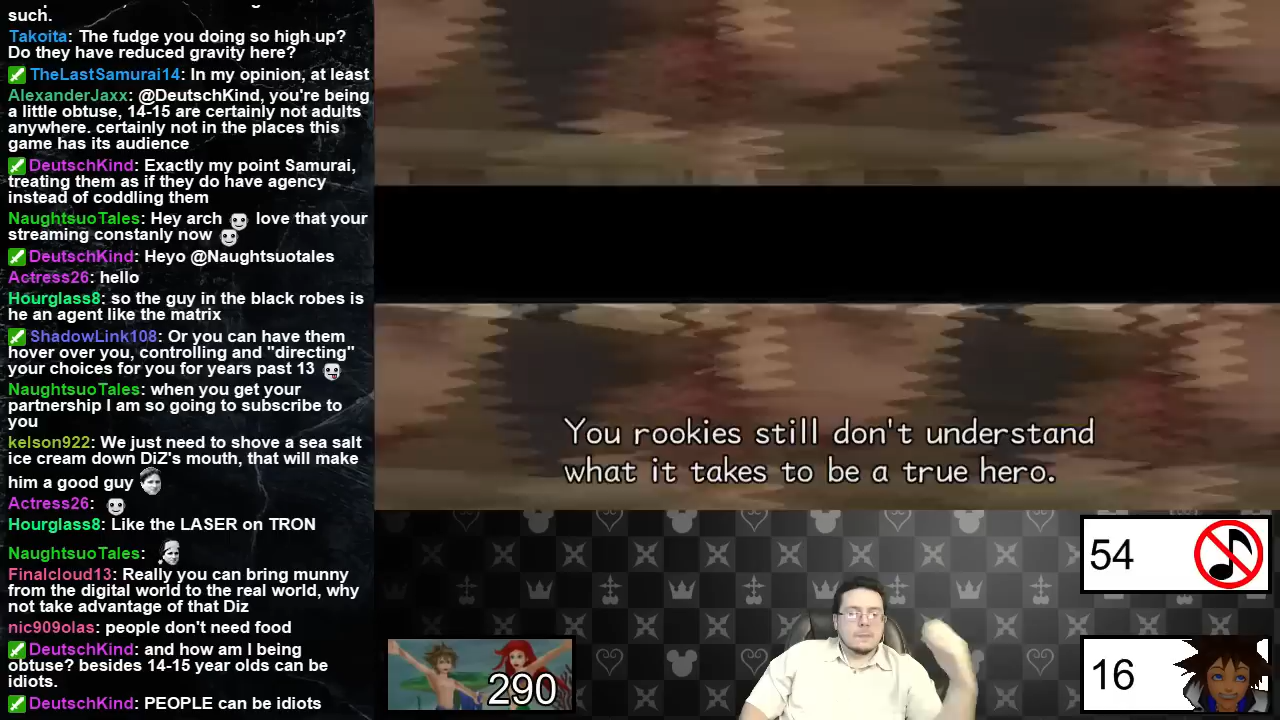 such.
Takoita: The fudge you doing so high up?
Do they have reduced gravity here?
TheLastSamurai14: In my opinion, at least
AlexanderJaxx: @DeutschKind, you're being
a little obtuse, 14-15 are certainly not adults
anywhere. certainly not in the places this
game has its audience
DeutschKind: Exactly my point Samurai,
treating them as if they do have agency
instead of coddling them
NaughtsuoTales: Hey arch love that your
streaming constanly now
DeutschKind: Heyo @Naughtsuotales
Actress26: hello
Hourglass8: so the guy in the black robes is
he an agent like the matrix
ShadowLink108: Or you can have them
hover over you, controlling and "directing"
your choices for you for years past 13
NaughtsuoTales: when you get your
partnership I am so going to subscribe to
you
kelson922: We just need to shove a sea salt
ice cream down DiZ's mouth, that will make
him a good guy
Actress26:
Hourglass8: Like the LASER on TRON
NaughtsuoTales:
Finalcloud13: Really you can bring munny
from the digital world to the real world, why
not take advantage of that Diz
nic909olas: people don't need food
DeutschKind: and how am I being
obtuse? besides 14-15 year olds can be
idiots.
DeutschKind: PEOPLE can be idiots
You rookies still don't understand
what it takes to be a true hero.
54
290
16